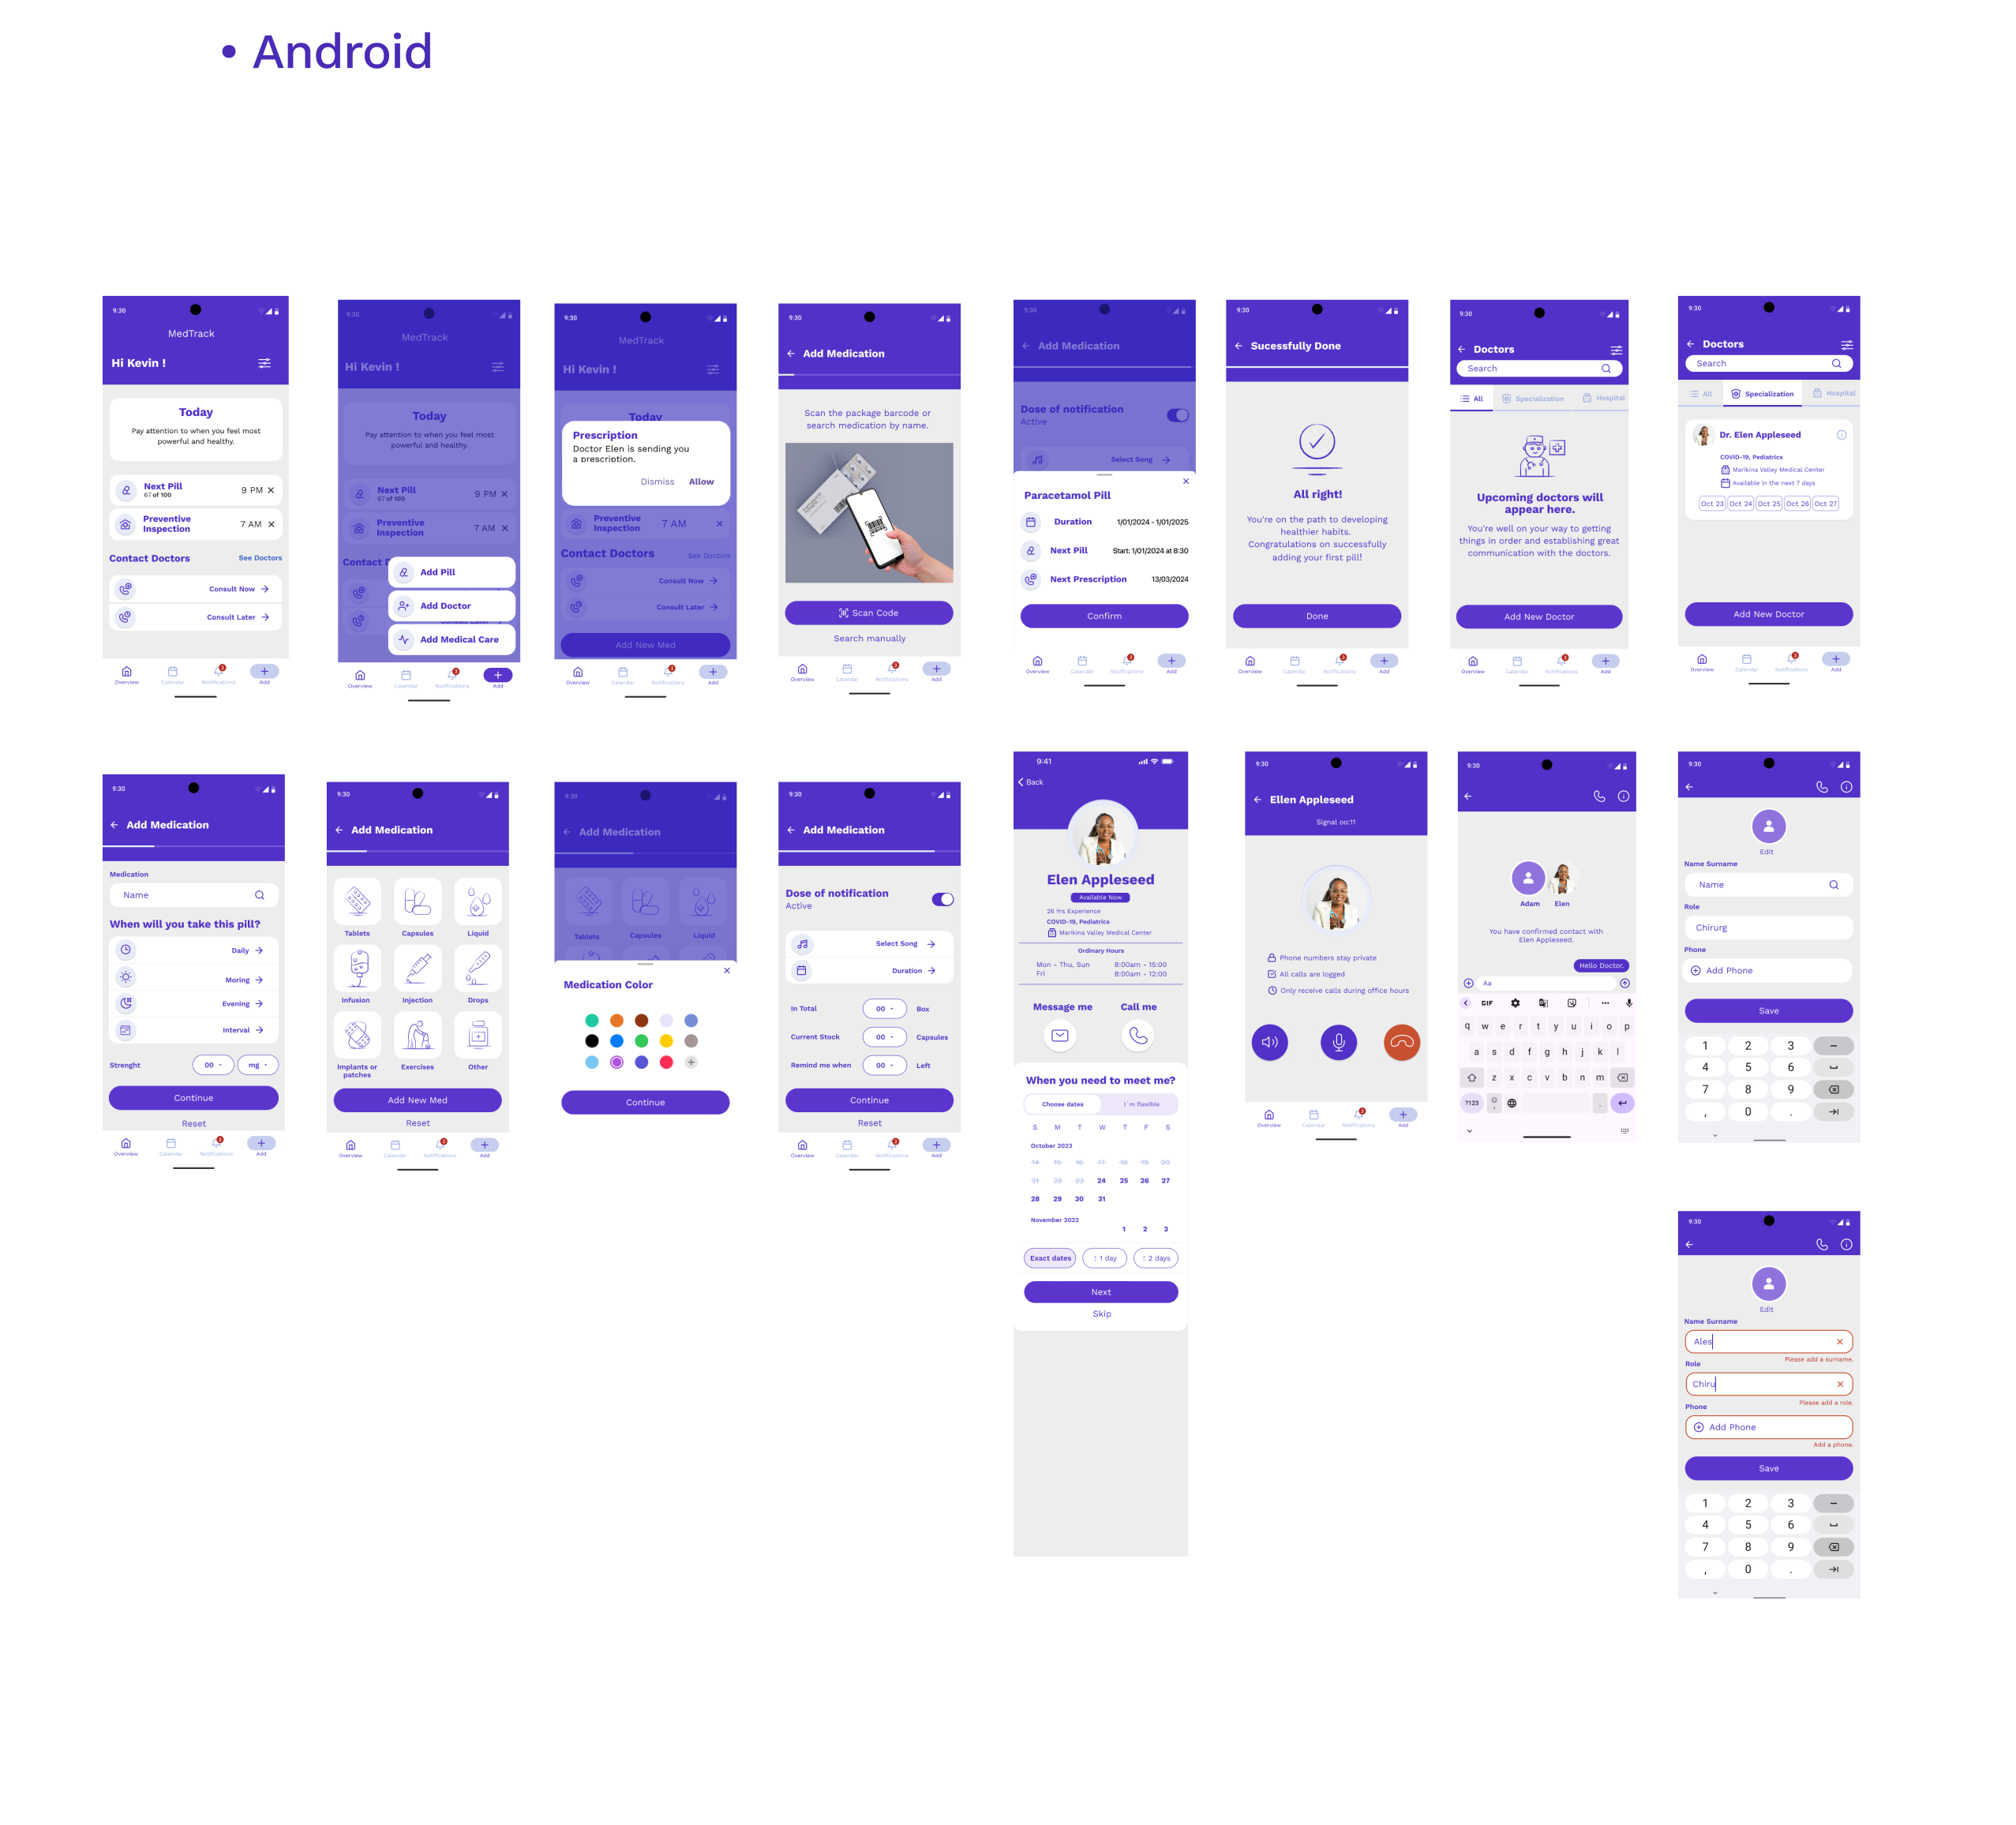 • Android
9:30
MedTrack
Hi Kevin !
Today
Pay attention to when you feel most
powerful and healthy.
Next Pill
67 of 100
9 PM
Preventive
Inspection
7 AM
Contact Doctors
See Doctors
Consult Now
Consult Later
Overview
Calendar
Notifications
3
Add
9:30
MedTrack
Hi Kevin !
Today
Pay attention to when you feel most
powerful and healthy.
Next Pill
67 of 100
9 PM
Preventive
Inspection
7 AM
Contact
Add Pill
Add Doctor
Add Medical Care
Overview
Calendar
Notifications
3
Add
9:30
MedTrack
Hi Kevin !
Today
Prescription
Doctor Elen is sending you
a prescription.
Dismiss
Allow
Preventive
Inspection
7 AM
Contact Doctors
See Doctors
Consult Now
Consult Later
Add New Med
Overview
Calendar
Notifications
3
Add
9:30
Add Medication
Scan the package barcode or
search medication by name.
Scan Code
Search manually
Overview
Calendar
Notifications
3
Add
9:30
Add Medication
Dose of notification
Active
Select Song
Paracetamol Pill
Duration
1/01/2024 - 1/01/2025
Next Pill
Start: 1/01/2024 at 8:30
Next Prescription
13/03/2024
Confirm
Overview
Calendar
Notifications
3
Add
9:30
Sucessfully Done
All right!
You're on the path to developing
healthier habits.
Congratulations on successfully
adding your first pill!
Done
Overview
Calendar
Notifications
3
Add
9:30
Doctors
Search
All
Specialization
Hospital
Upcoming doctors will
appear here.
You're well on your way to getting
things in order and establishing great
communication with the doctors.
Add New Doctor
Overview
Calendar
Notifications
3
Add
9:30
Doctors
Search
All
Specialization
Hospital
Dr. Elen Appleseed
COVID-19, Pediatrics
Marikina Valley Medical Center
Available in the next 7 days
Oct 23
Oct 24
Oct 25
Oct 26
Oct 27
Add New Doctor
Overview
Calendar
Notifications
3
Add
9:30
Add Medication
Medication
Name
When will you take this pill?
Daily
Moring
Evening
Interval
Strenght
00
mg
Continue
Reset
Overview
Calendar
Notifications
3
Add
9:30
Add Medication
Tablets
Capsules
Liquid
Infusion
Injection
Drops
Implants or
patches
Exercises
Other
Add New Med
Reset
Overview
Calendar
Notifications
3
Add
9:30
Add Medication
Tablets
Capsules
Liquid
Medication Color
Continue
9:30
Add Medication
Dose of notification
Active
Select Song
Duration
In Total
00
Box
Current Stock
00
Capsules
Remind me when
00
Left
Continue
Reset
Overview
Calendar
Notifications
3
Add
9:41
Back
Elen Appleseed
Available Now
26 Yrs Experience
COVID-19, Pediatrics
Marikina Valley Medical Center
Ordinary Hours
Mon - Thu, Sun 8:00am - 15:00
Fri 8:00am - 12:00
Message me
Call me
When you need to meet me?
Choose dates
I´m flexible
S M T W T F S
October 2023
14 15 16 17 18 19 20
21 22 23 24 25 26 27
28 29 30 31
November 2022
1 2 3
Exact dates
1 day
2 days
Next
Skip
9:30
Ellen Appleseed
Signal oo:11
Phone numbers stay private
All calls are logged
Only receive calls during office hours
Overview
Calendar
Notifications
3
Add
9:30
Adam
Elen
You have confirmed contact with
Elen Appleseed.
Hello Doctor.
Aa
GIF
q w e r t y u i o p
a s d f g h j k l
z x c v b n m
?123
,
.
9:30
Edit
Name Surname
Name
Role
Chirurg
Phone
Add Phone
Save
1 2 3 –
4 5 6
7 8 9
, 0 .
9:30
Edit
Name Surname
Ales
Please add a surname.
Role
Chiru
Please add a role.
Phone
Add Phone
Add a phone.
Save
1 2 3 –
4 5 6
7 8 9
, 0 .